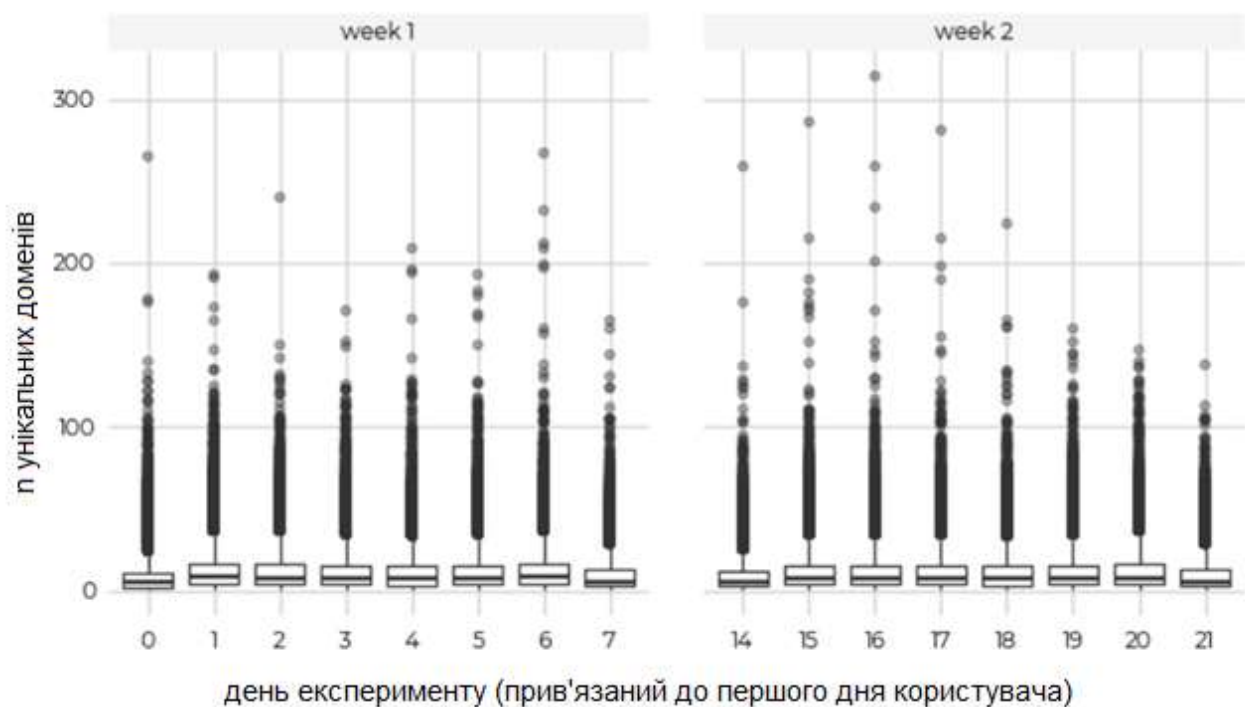 week 1
week 2
300
200
100
0
n унікальних доменів
0 1 2 3 4 5 6 7
14 15 16 17 18 19 20 21
день експерименту (прив'язаний до першого дня користувача)